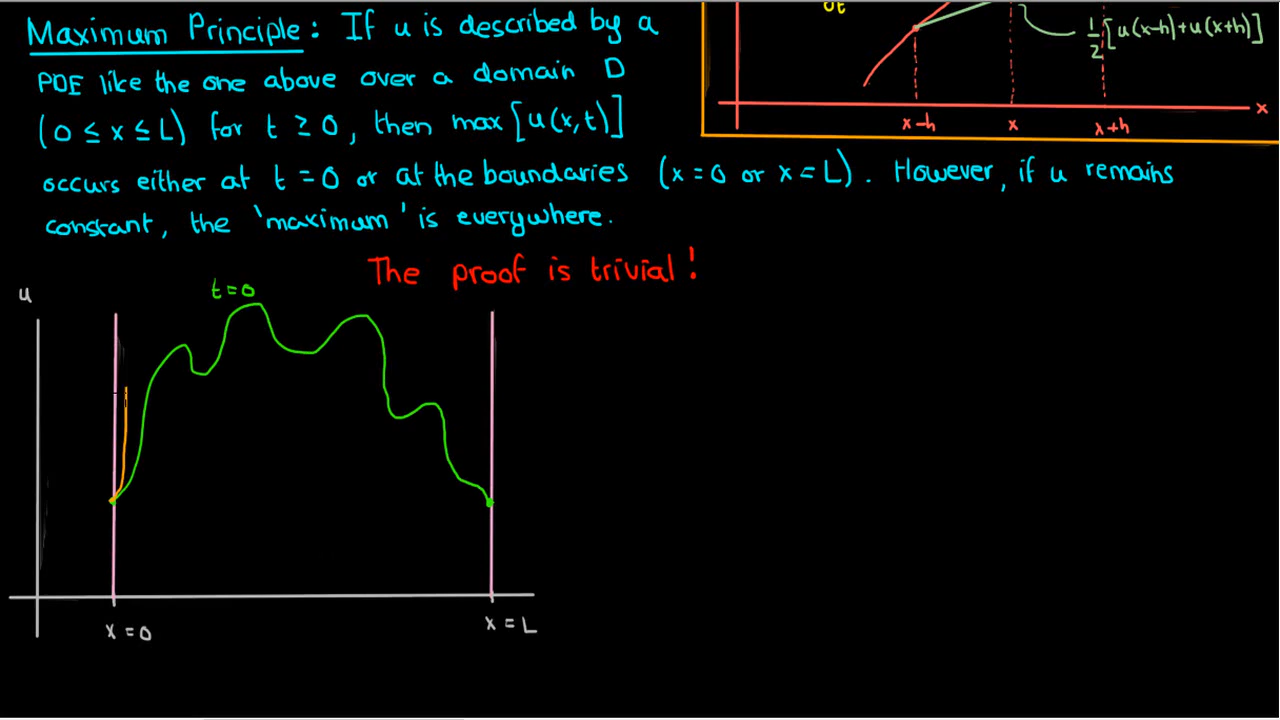 Maximum Principle: If u is described by a
PDE like the one above over a domain D
(0 ≤ x ≤ L) for t ≥ 0, then max [u(x,t)]
occurs either at t = 0 or at the boundaries (x = 0 or x = L). However, if u remains
constant, the 'maximum' is everywhere.
The proof is trivial!
∂t
1/2 [u(x-h)+u(x+h)]
x
x-h x x+h
u
t=0
x = 0
x = L